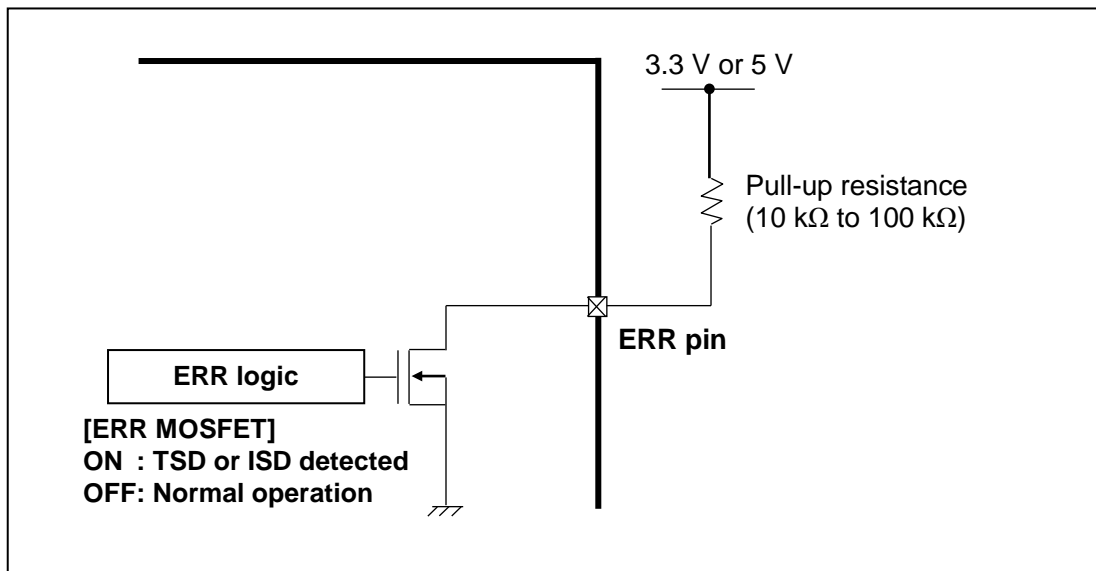 3.3 V or 5 V
Pull-up resistance
(10 kΩ to 100 kΩ)
ERR pin
ERR logic
[ERR MOSFET]
ON : TSD or ISD detected
OFF: Normal operation